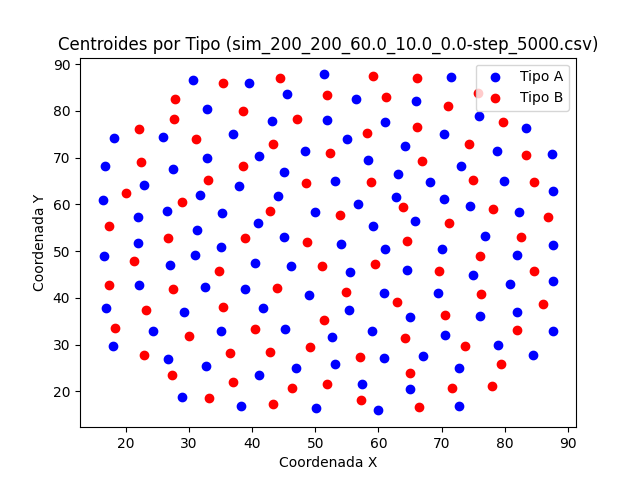 Centroides por Tipo (sim_200_200_60.0_10.0_0.0-step_5000.csv)
Tipo A
Tipo B
Coordenada Y
90
80
70
60
50
40
30
20
20 30 40 50 60 70 80 90
Coordenada X